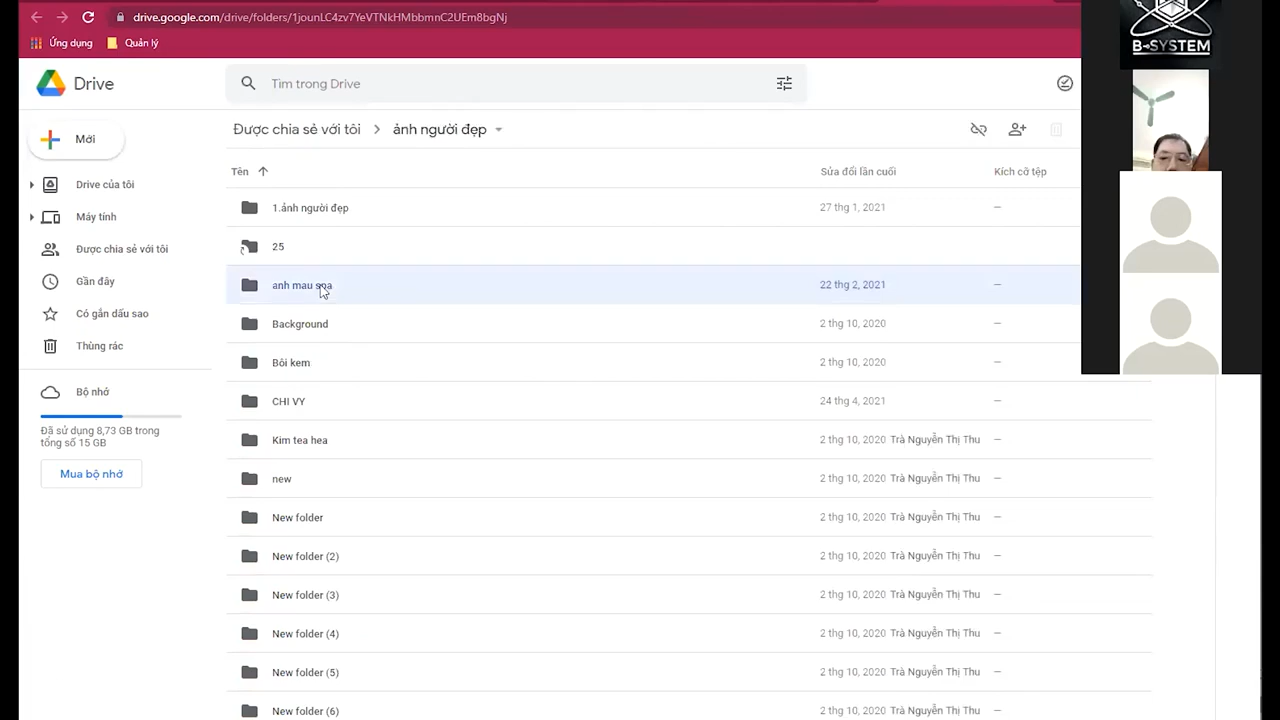 drive.google.com/drive/folders/1jounLC4zv7YeVTNkHMbbmnC2UEm8bgNj
Ứng dụng Quản lý
B-SYSTEM
Drive
Tìm trong Drive
Mới
Được chia sẻ với tôi > ảnh người đẹp
Tên Sửa đổi lần cuối Kích cỡ tệp
Drive của tôi
Máy tính
Được chia sẻ với tôi
Gần đây
Có gắn dấu sao
Thùng rác
Bộ nhớ
Đã sử dụng 8,73 GB trong
tổng số 15 GB
Mua bộ nhớ
1.ảnh người đẹp 27 thg 1, 2021 —
25
anh mau spa 22 thg 2, 2021 —
Background 2 thg 10, 2020 —
Bôi kem 2 thg 10, 2020 —
CHI VY 24 thg 4, 2021 —
Kim tea hea 2 thg 10, 2020 Trà Nguyễn Thị Thu —
new 2 thg 10, 2020 Trà Nguyễn Thị Thu —
New folder 2 thg 10, 2020 Trà Nguyễn Thị Thu —
New folder (2) 2 thg 10, 2020 Trà Nguyễn Thị Thu —
New folder (3) 2 thg 10, 2020 Trà Nguyễn Thị Thu —
New folder (4) 2 thg 10, 2020 Trà Nguyễn Thị Thu —
New folder (5) 2 thg 10, 2020 Trà Nguyễn Thị Thu —
New folder (6) 2 thg 10, 2020 Trà Nguyễn Thị Thu —